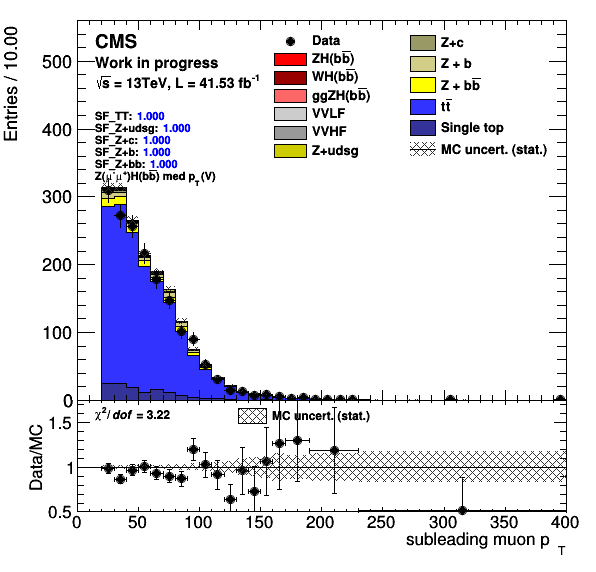 Entries / 10.00
500
400
300
200
100
0
CMS
Work in progress
√s = 13TeV, L = 41.53 fb⁻¹
SF_TT: 1.000
SF_Z+udsg: 1.000
SF_Z+c: 1.000
SF_Z+b: 1.000
SF_Z+bb: 1.000
Z(μ⁻μ⁺)H(bb̅) med p_T(V)
Data
ZH(bb̅)
WH(bb̅)
ggZH(bb̅)
VVLF
VVHF
Z+udsg
Z+c
Z + b
Z + bb̅
tt̅
Single top
MC uncert. (stat.)
Data/MC
1.5
1
0.5
χ²/dof = 3.22
MC uncert. (stat.)
0 50 100 150 200 250 300 350 400
subleading muon p_T